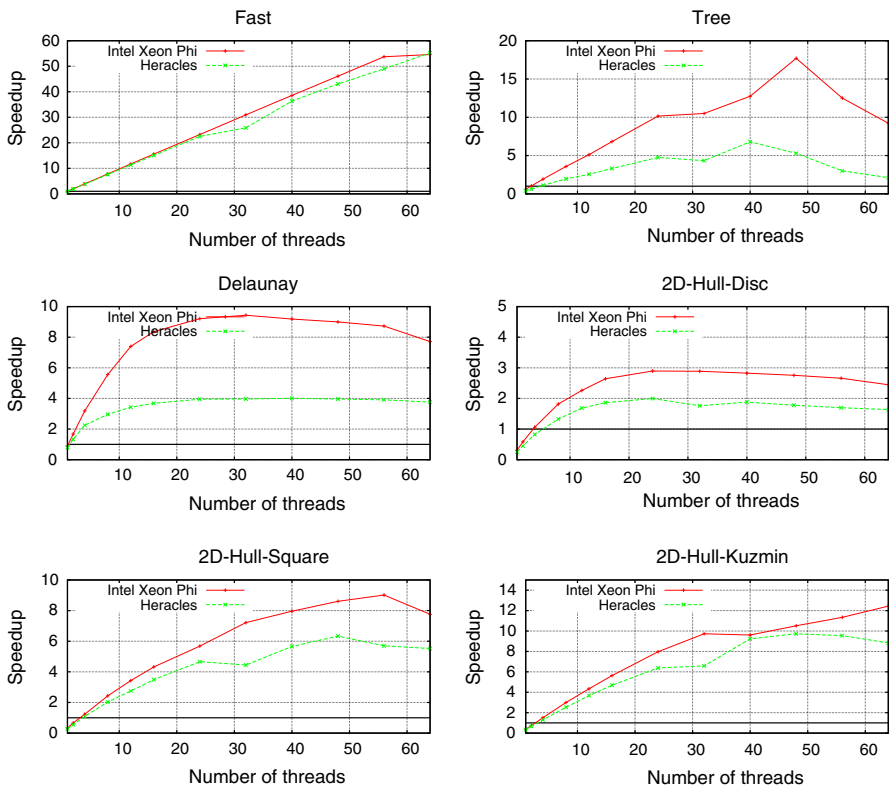 Fast
60
50
40
30
20
10
0
Speedup
Intel Xeon Phi
Heracles
10 20 30 40 50 60
Number of threads
Tree
20
15
10
5
0
Speedup
Intel Xeon Phi
Heracles
10 20 30 40 50 60
Number of threads
Delaunay
10
8
6
4
2
0
Speedup
Intel Xeon Phi
Heracles
10 20 30 40 50 60
Number of threads
2D-Hull-Disc
5
4
3
2
1
0
Speedup
Intel Xeon Phi
Heracles
10 20 30 40 50 60
Number of threads
2D-Hull-Square
10
8
6
4
2
0
Speedup
Intel Xeon Phi
Heracles
10 20 30 40 50 60
Number of threads
2D-Hull-Kuzmin
14
12
10
8
6
4
2
0
Speedup
Intel Xeon Phi
Heracles
10 20 30 40 50 60
Number of threads